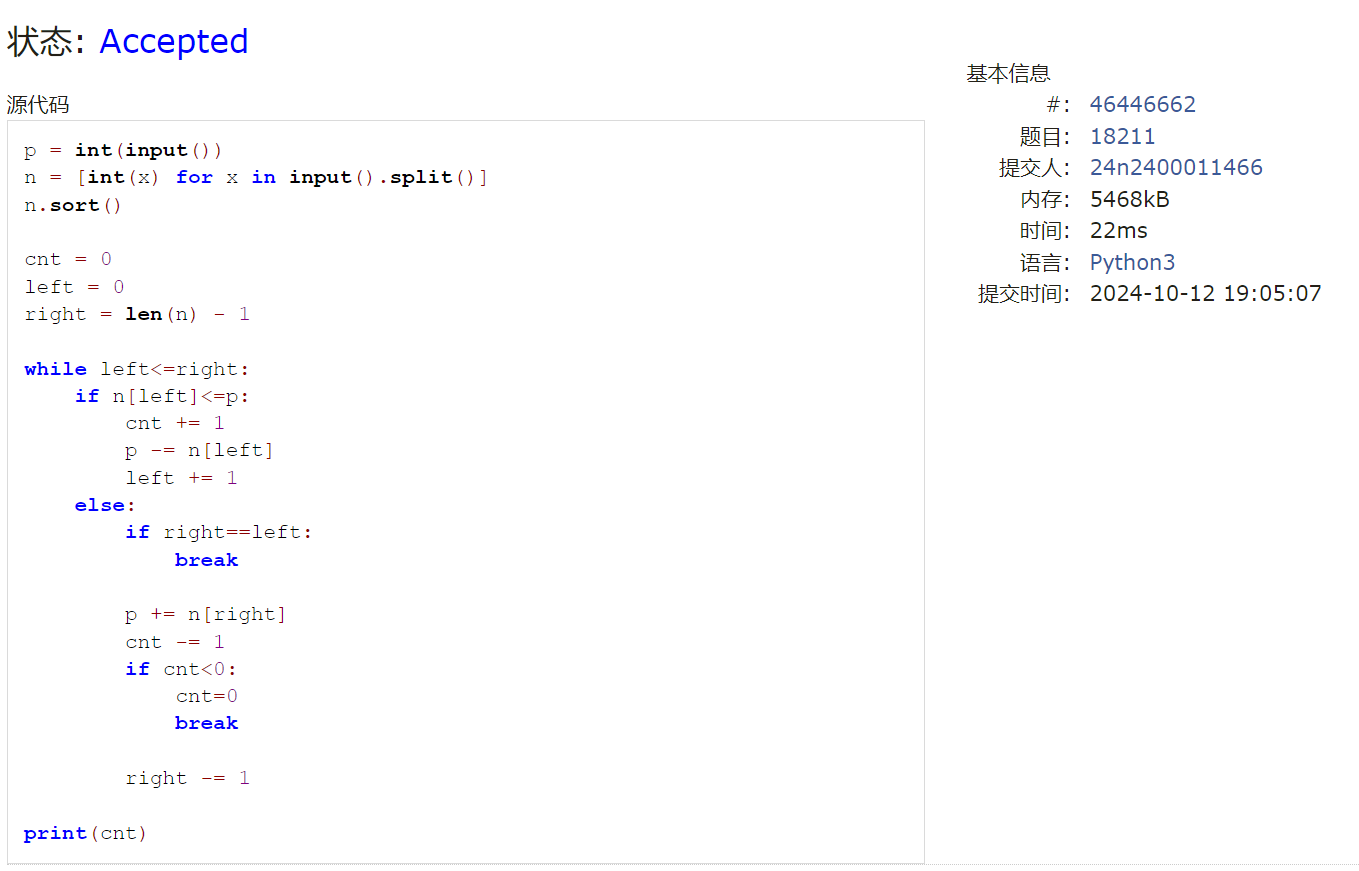 状态: Accepted
源代码
p = int(input())
n = [int(x) for x in input().split()]
n.sort()
cnt = 0
left = 0
right = len(n) - 1
while left<=right:
    if n[left]<=p:
        cnt += 1
        p -= n[left]
        left += 1
    else:
        if right==left:
            break
        p += n[right]
        cnt -= 1
        if cnt<0:
            cnt=0
            break
        right -= 1
print(cnt)
基本信息
#: 46446662
题目: 18211
提交人: 24n2400011466
内存: 5468kB
时间: 22ms
语言: Python3
提交时间: 2024-10-12 19:05:07